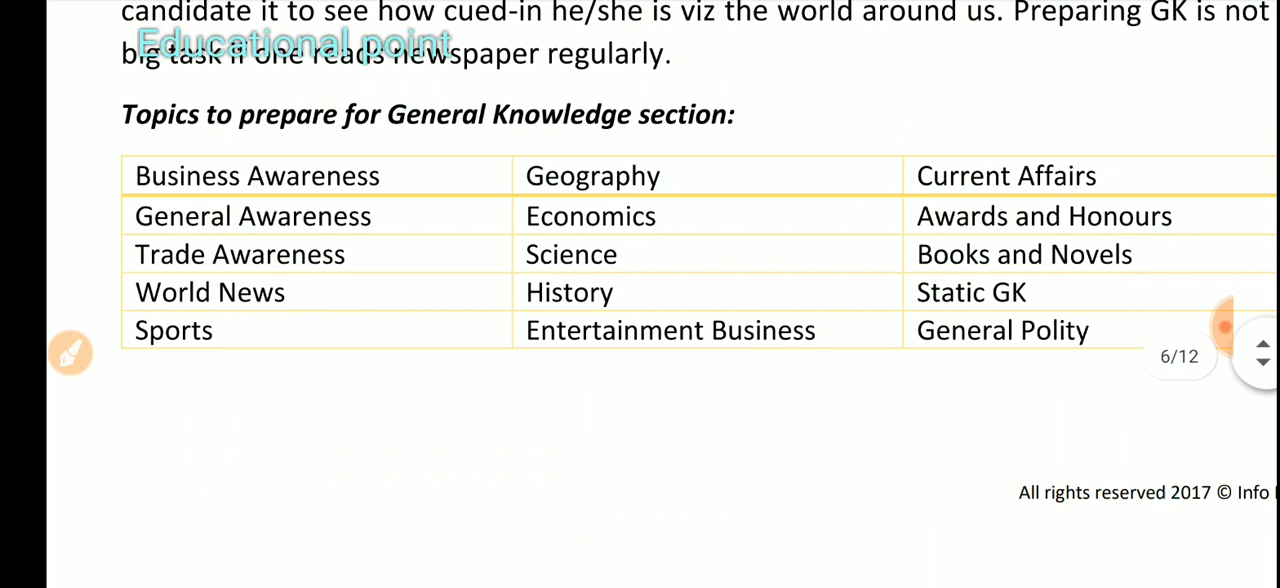 candidate it to see how cued-in he/she is viz the world around us. Preparing GK is not
Educational point
big task if one reads newspaper regularly.
Topics to prepare for General Knowledge section:
Business Awareness Geography Current Affairs
General Awareness Economics Awards and Honours
Trade Awareness Science Books and Novels
World News History Static GK
Sports Entertainment Business General Polity
6/12
All rights reserved 2017 © Info